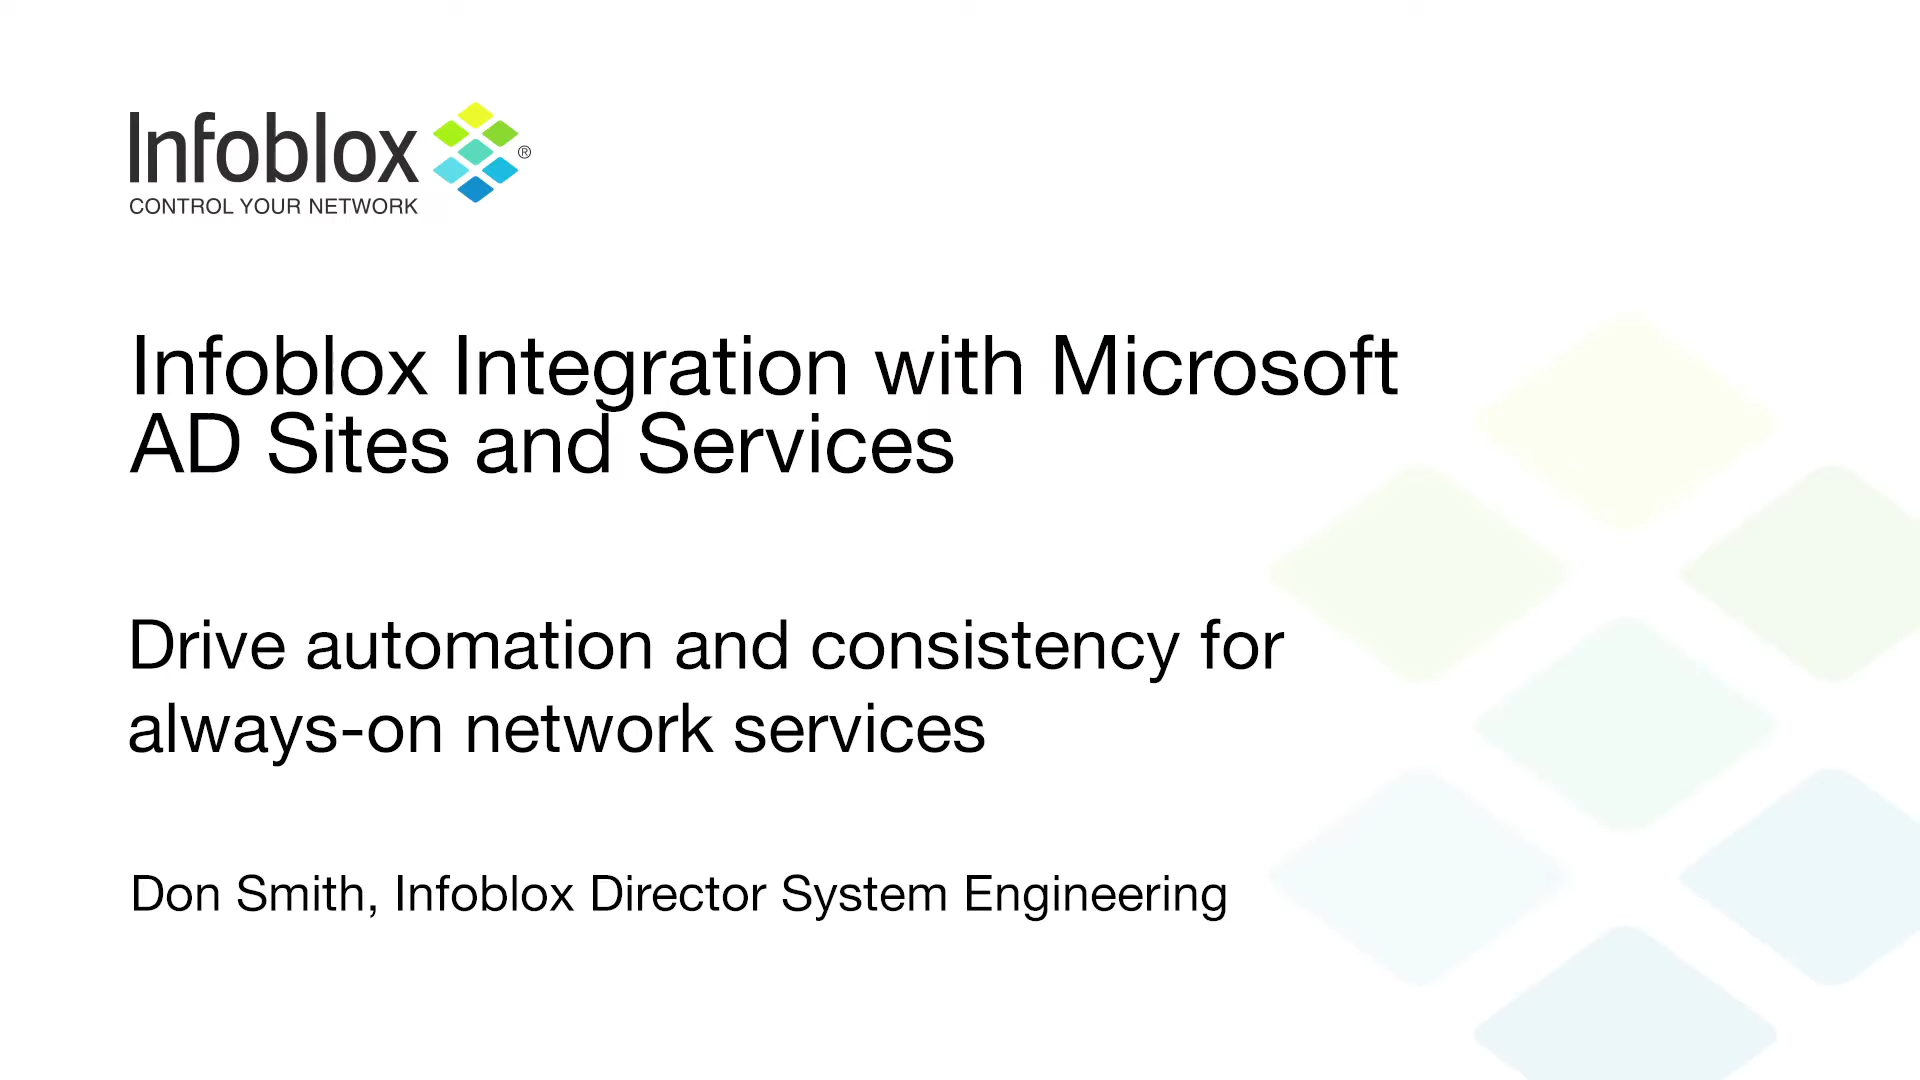 Infoblox ®
CONTROL YOUR NETWORK
Infoblox Integration with Microsoft
AD Sites and Services
Drive automation and consistency for
always-on network services
Don Smith, Infoblox Director System Engineering